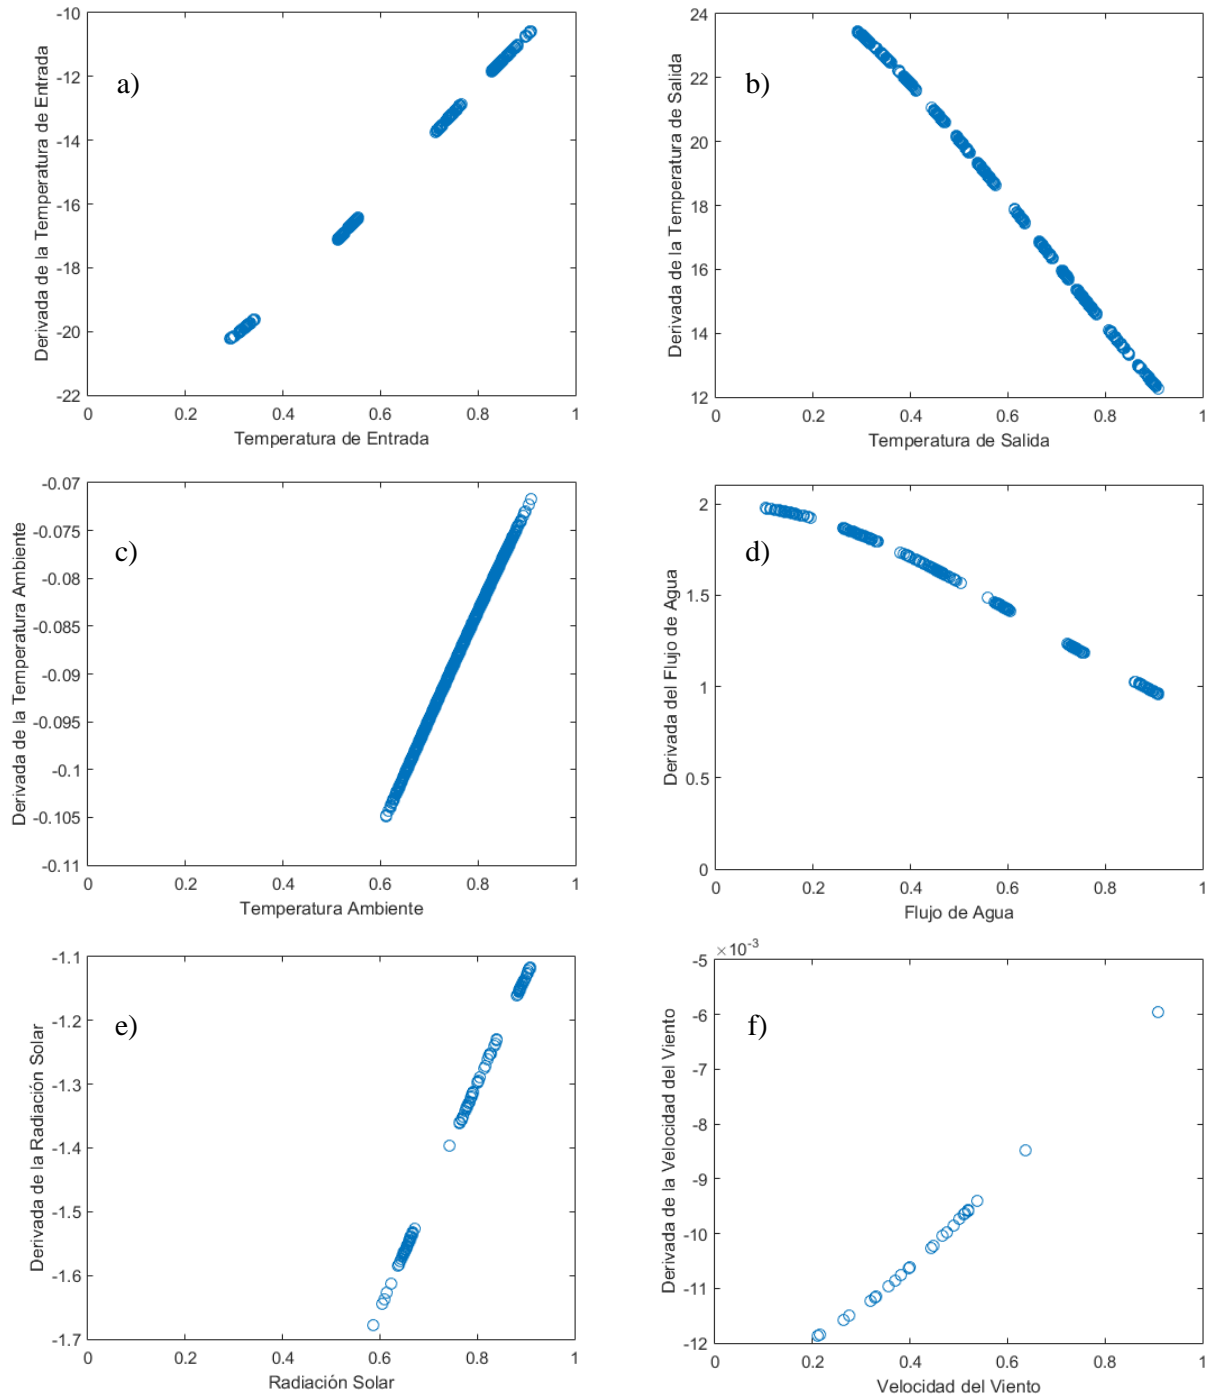 a)
-10
-12
-14
-16
-18
-20
-22
0 0.2 0.4 0.6 0.8 1
Derivada de la Temperatura de Entrada
Temperatura de Entrada
b)
24
22
20
18
16
14
12
0 0.2 0.4 0.6 0.8 1
Derivada de la Temperatura de Salida
Temperatura de Salida
c)
-0.07
-0.075
-0.08
-0.085
-0.09
-0.095
-0.1
-0.105
-0.11
0 0.2 0.4 0.6 0.8 1
Derivada de la Temperatura Ambiente
Temperatura Ambiente
d)
2
1.5
1
0.5
0
0 0.2 0.4 0.6 0.8 1
Derivada del Flujo de Agua
Flujo de Agua
e)
-1.1
-1.2
-1.3
-1.4
-1.5
-1.6
-1.7
0 0.2 0.4 0.6 0.8 1
Derivada de la Radiación Solar
Radiación Solar
f)
×10⁻³
-5
-6
-7
-8
-9
-10
-11
-12
0 0.2 0.4 0.6 0.8 1
Derivada de la Velocidad del Viento
Velocidad del Viento